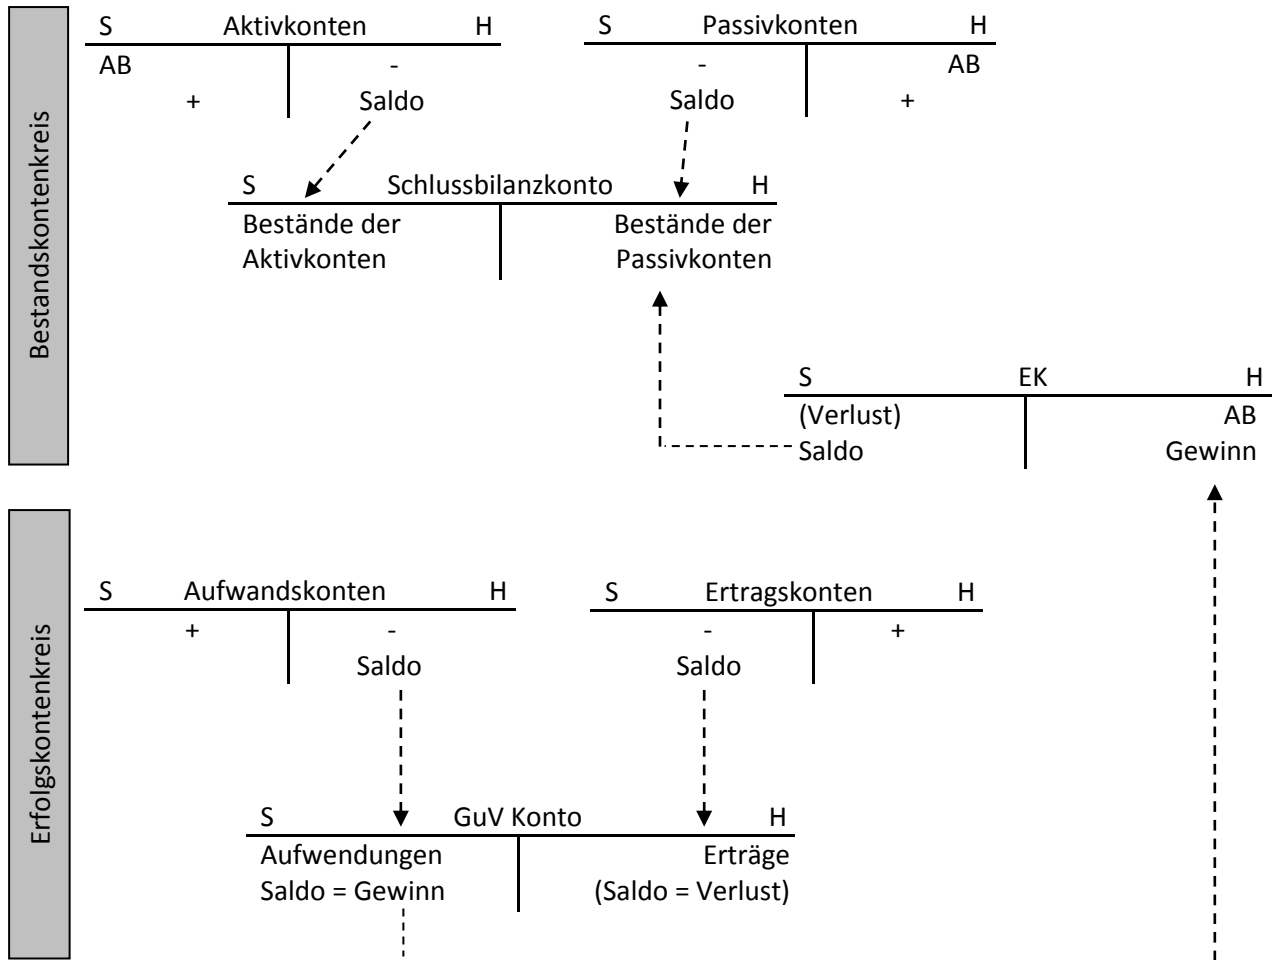 Bestandskontenkreis
S Aktivkonten H
AB -
+ Saldo
S Passivkonten H
- AB
Saldo +
S Schlussbilanzkonto H
Bestände der Bestände der
Aktivkonten Passivkonten
S EK H
(Verlust) AB
Saldo Gewinn
Erfolgskontenkreis
S Aufwandskonten H
+ -
Saldo
S Ertragskonten H
- +
Saldo
S GuV Konto H
Aufwendungen Erträge
Saldo = Gewinn (Saldo = Verlust)